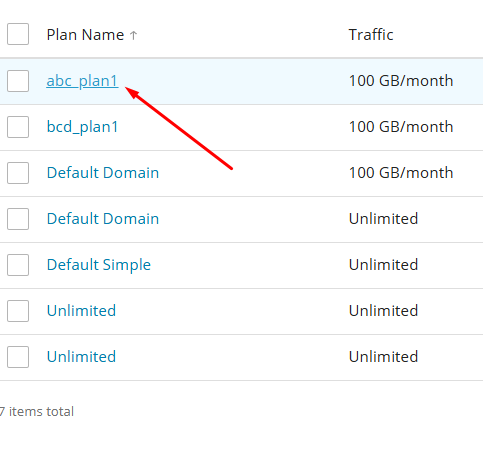 Plan Name ↑ Traffic
abc_plan1 100 GB/month
bcd_plan1 100 GB/month
Default Domain 100 GB/month
Default Domain Unlimited
Default Simple Unlimited
Unlimited Unlimited
Unlimited Unlimited
7 items total